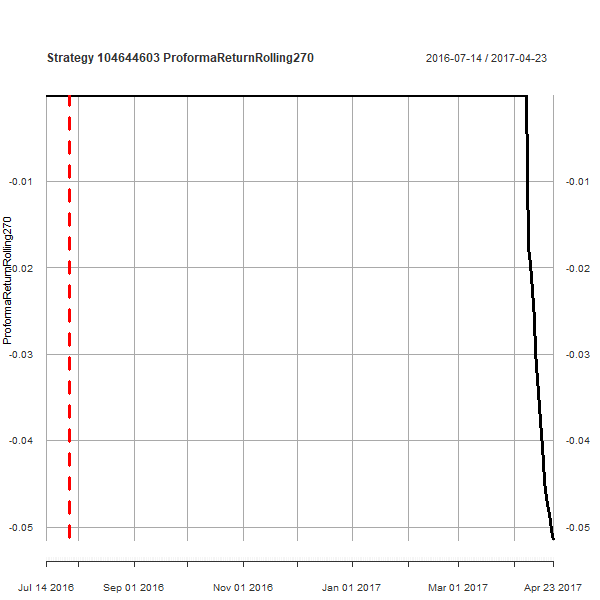 Strategy 104644603 ProformaReturnRolling270 2016-07-14 / 2017-04-23
-0.01 -0.01
-0.02 -0.02
-0.03 -0.03
-0.04 -0.04
-0.05 -0.05
ProformaReturnRolling270
Jul 14 2016 Sep 01 2016 Nov 01 2016 Jan 01 2017 Mar 01 2017 Apr 23 2017